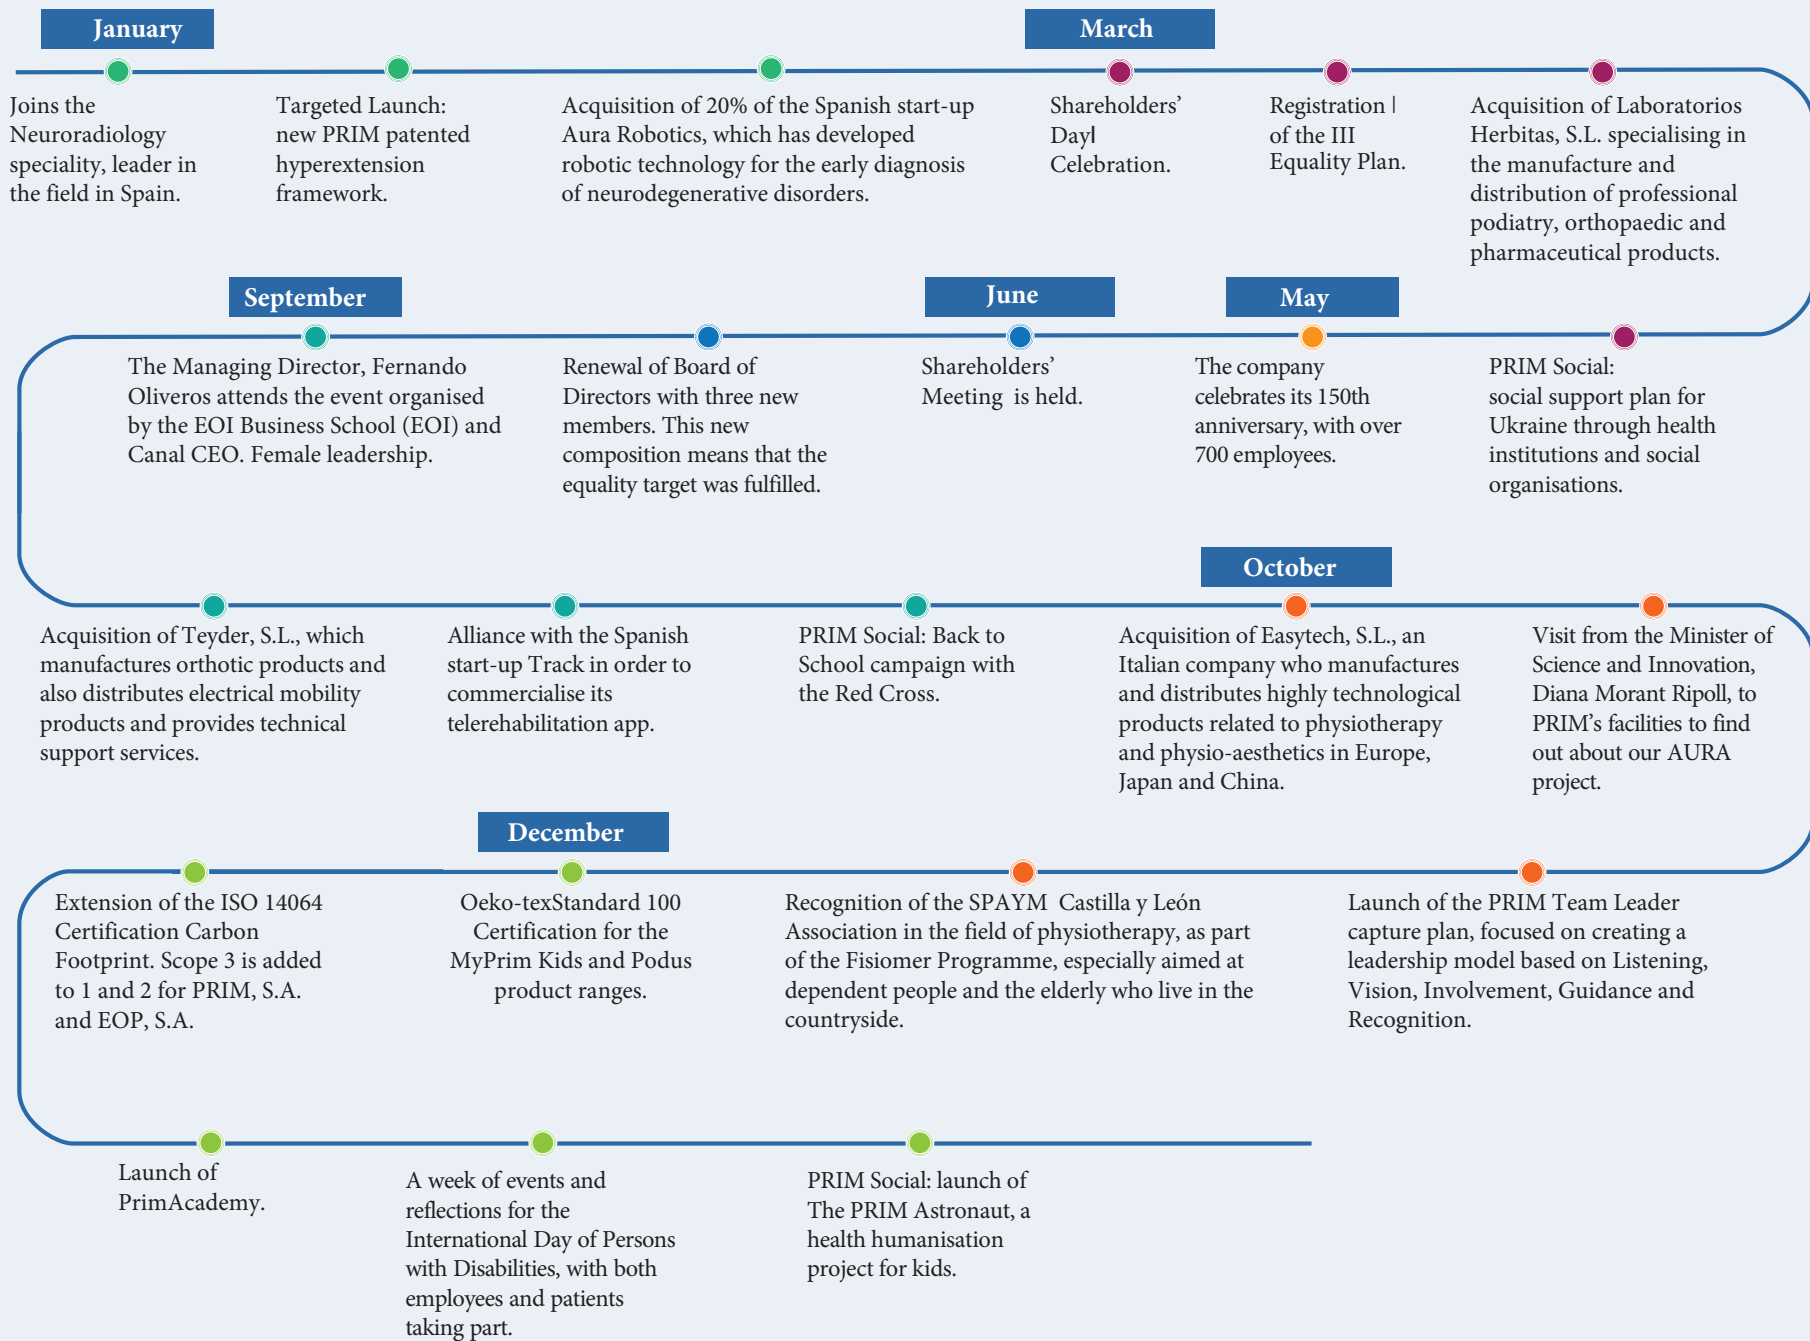 January
Joins the
Neuroradiology
speciality, leader in
the field in Spain.
Targeted Launch:
new PRIM patented
hyperextension
framework.
Acquisition of 20% of the Spanish start-up
Aura Robotics, which has developed
robotic technology for the early diagnosis
of neurodegenerative disorders.
March
Shareholders’
Day|
Celebration.
Registration |
of the III
Equality Plan.
Acquisition of Laboratorios
Herbitas, S.L. specialising in
the manufacture and
distribution of professional
podiatry, orthopaedic and
pharmaceutical products.
PRIM Social:
social support plan for
Ukraine through health
institutions and social
organisations.
May
The company
celebrates its 150th
anniversary, with over
700 employees.
June
Shareholders’
Meeting is held.
Renewal of Board of
Directors with three new
members. This new
composition means that the
equality target was fulfilled.
September
The Managing Director, Fernando
Oliveros attends the event organised
by the EOI Business School (EOI) and
Canal CEO. Female leadership.
Acquisition of Teyder, S.L., which
manufactures orthotic products and
also distributes electrical mobility
products and provides technical
support services.
Alliance with the Spanish
start-up Track in order to
commercialise its
telerehabilitation app.
PRIM Social: Back to
School campaign with
the Red Cross.
October
Acquisition of Easytech, S.L., an
Italian company who manufactures
and distributes highly technological
products related to physiotherapy
and physio-aesthetics in Europe,
Japan and China.
Visit from the Minister of
Science and Innovation,
Diana Morant Ripoll, to
PRIM’s facilities to find
out about our AURA
project.
Launch of the PRIM Team Leader
capture plan, focused on creating a
leadership model based on Listening,
Vision, Involvement, Guidance and
Recognition.
Recognition of the SPAYM Castilla y León
Association in the field of physiotherapy, as part
of the Fisiomer Programme, especially aimed at
dependent people and the elderly who live in the
countryside.
December
Oeko-texStandard 100
Certification for the
MyPrim Kids and Podus
product ranges.
Extension of the ISO 14064
Certification Carbon
Footprint. Scope 3 is added
to 1 and 2 for PRIM, S.A.
and EOP, S.A.
Launch of
PrimAcademy.
A week of events and
reflections for the
International Day of Persons
with Disabilities, with both
employees and patients
taking part.
PRIM Social: launch of
The PRIM Astronaut, a
health humanisation
project for kids.